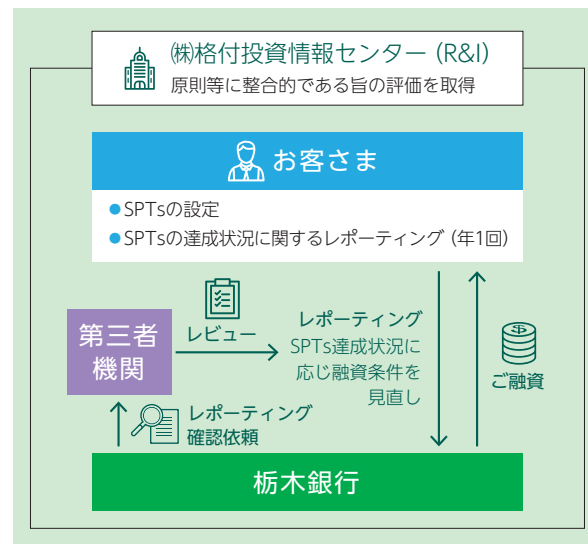 ㈱格付投資情報センター (R&I)
原則等に整合的である旨の評価を取得
お客さま
●SPTsの設定
●SPTsの達成状況に関するレポーティング (年1回)
第三者
機関
レビュー
レポーティング
SPTs達成状況に
応じ融資条件を
見直し
ご融資
レポーティング
確認依頼
栃木銀行